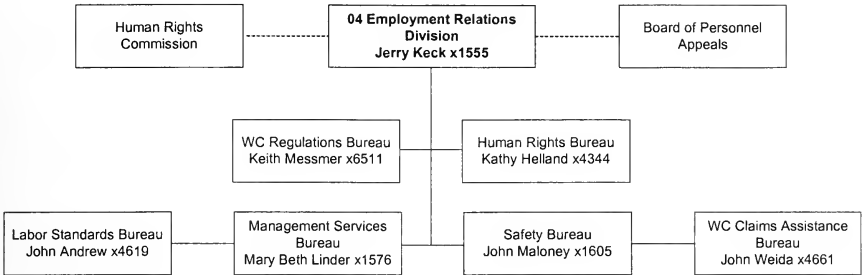 Human Rights
Commission
04 Employment Relations
Division
Jerry Keck x1555
Board of Personnel
Appeals
WC Regulations Bureau
Keith Messmer x6511
Human Rights Bureau
Kathy Helland x4344
Labor Standards Bureau
John Andrew x4619
Management Services
Bureau
Mary Beth Linder x1576
Safety Bureau
John Maloney x1605
WC Claims Assistance
Bureau
John Weida x4661